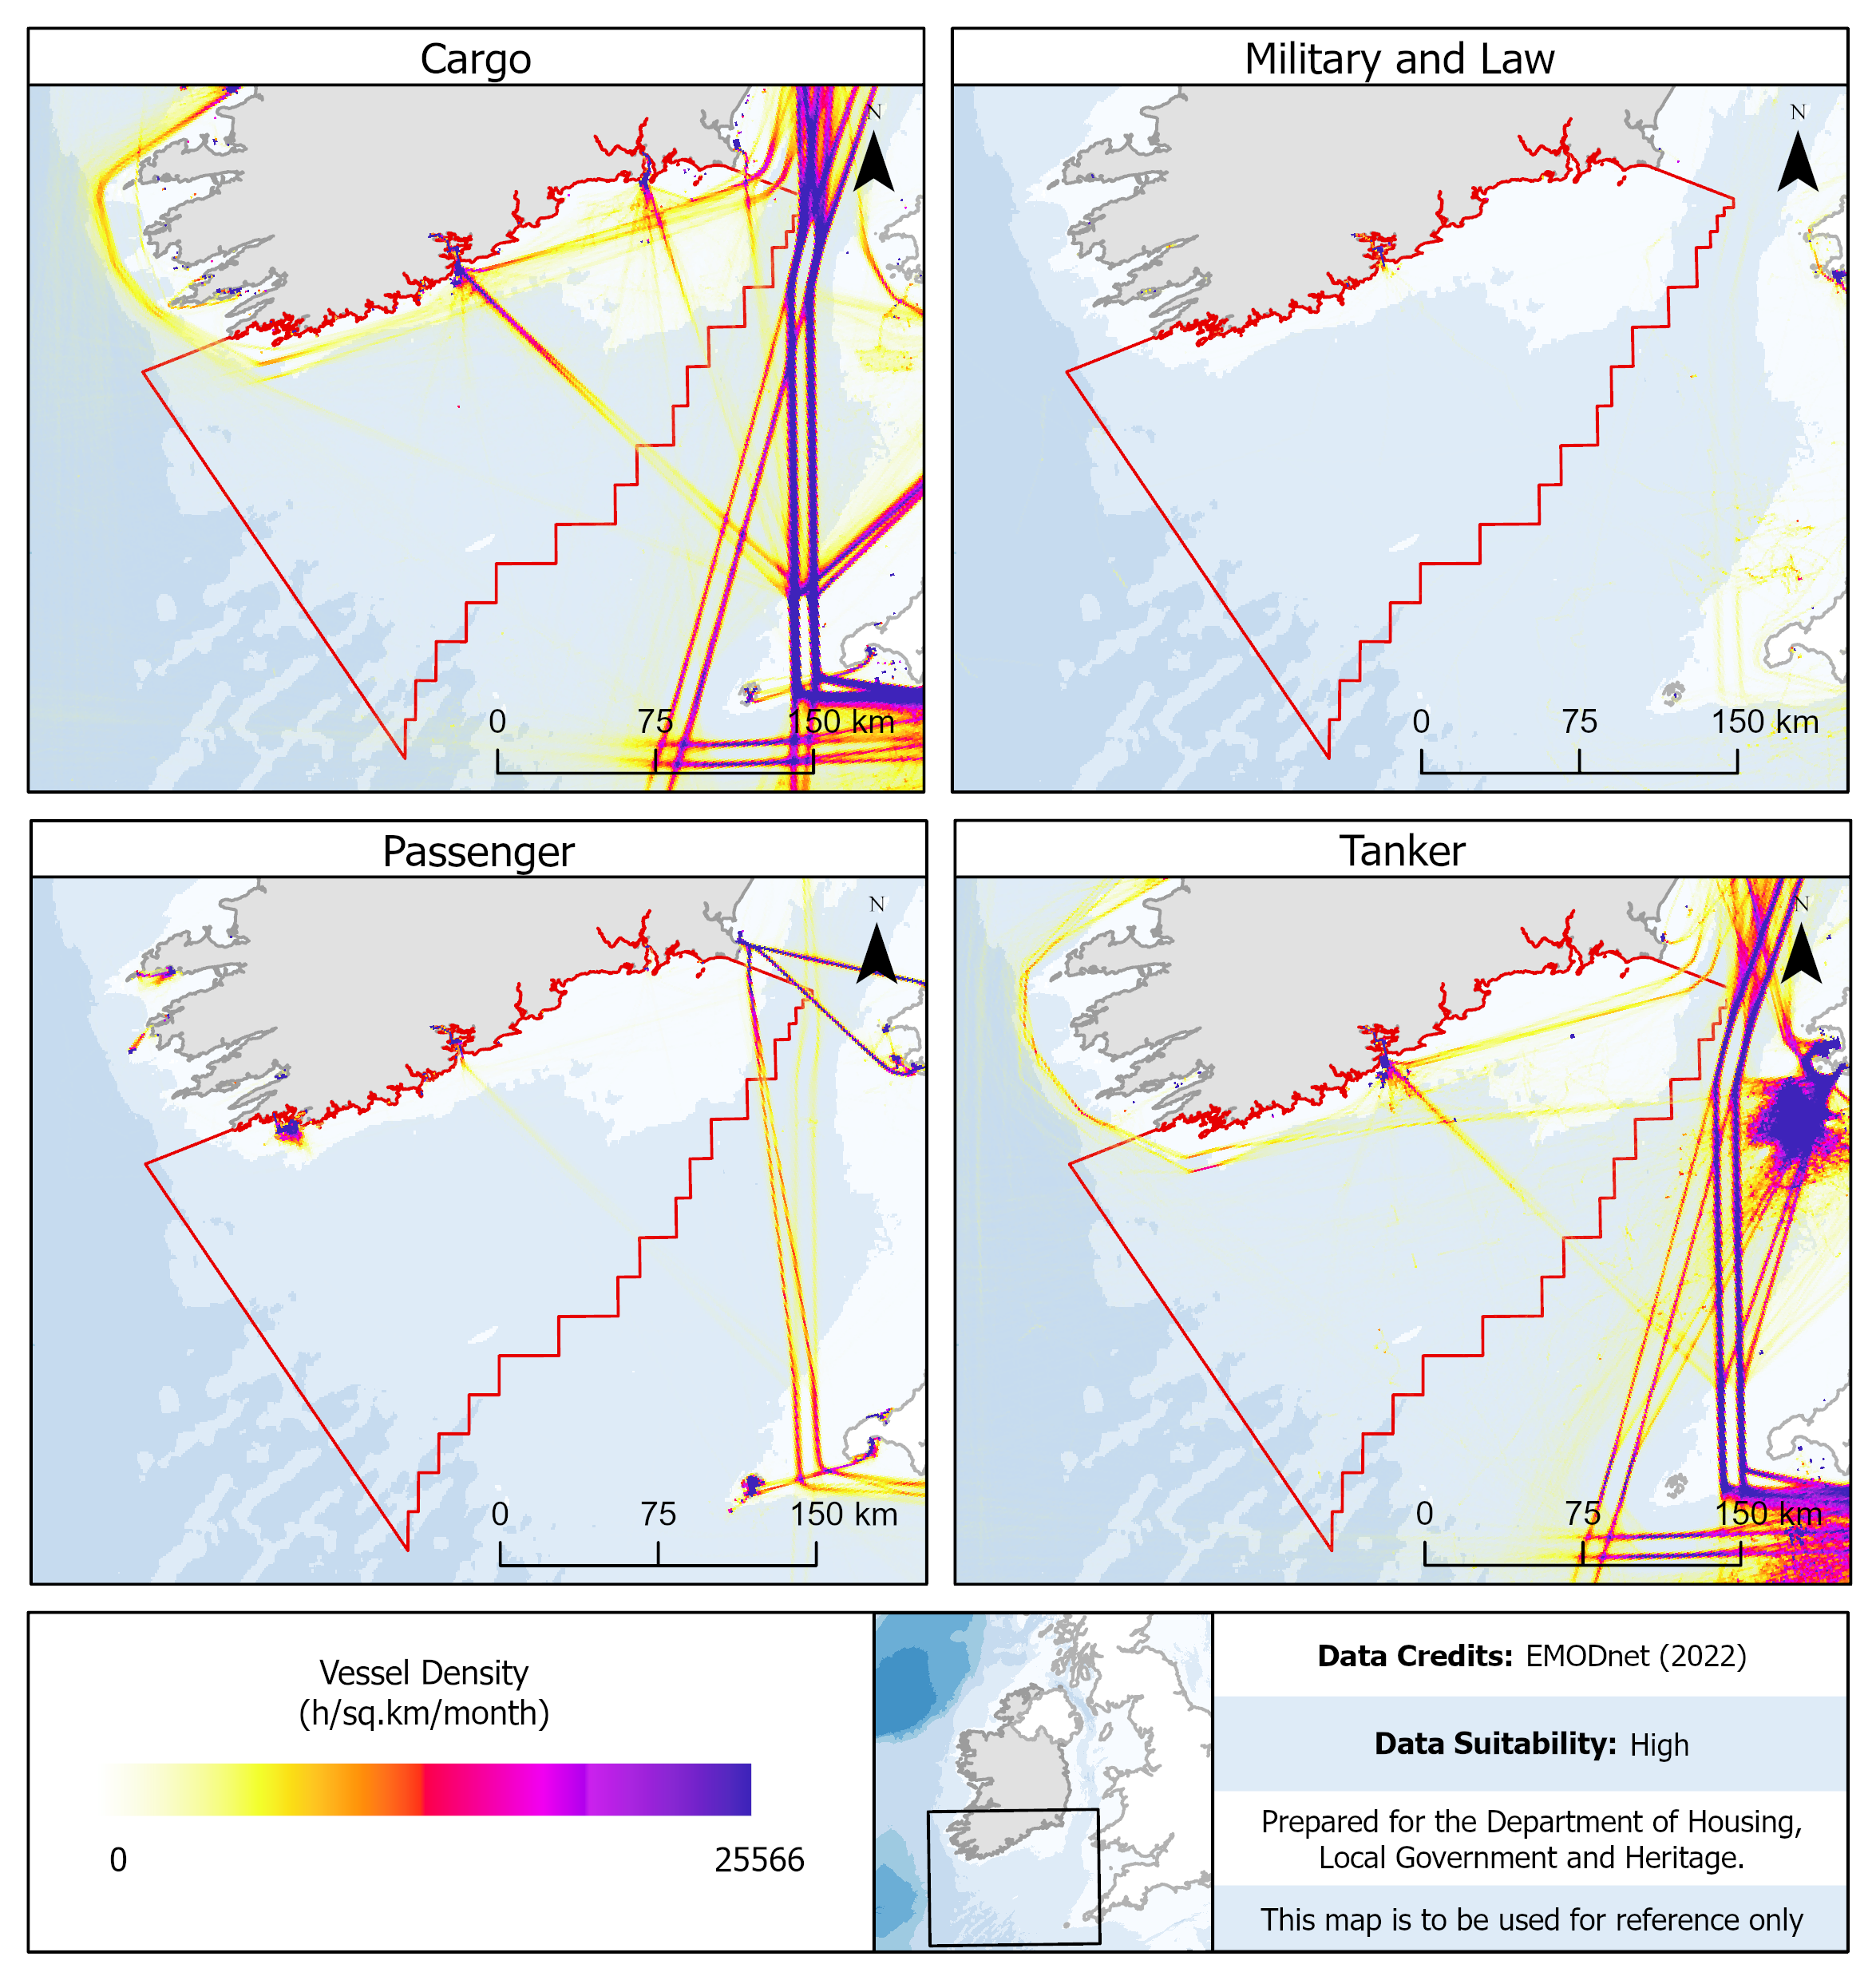 Cargo
Military and Law
N
N
0 75 150 km
0 75 150 km
Passenger
Tanker
N
N
0 75 150 km
0 75 150 km
Vessel Density
(h/sq.km/month)
0 25566
Data Credits: EMODnet (2022)
Data Suitability: High
Prepared for the Department of Housing,
Local Government and Heritage.
This map is to be used for reference only